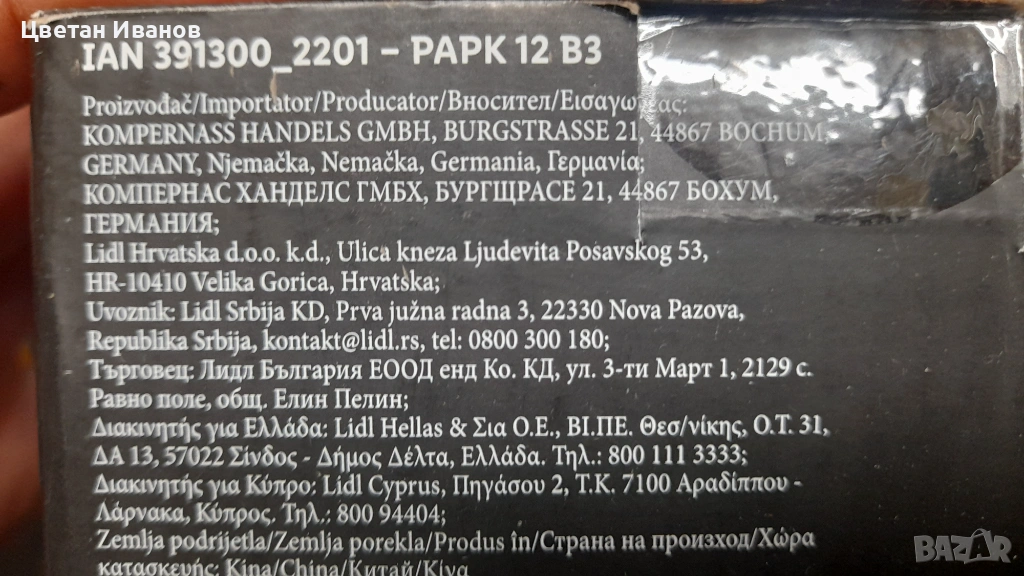 Цветан Иванов
IAN 391300_2201 – PAPK 12 B3
Proizvođač/Importator/Producator/Вносител/Εισαγωγέας:
KOMPERNASS HANDELS GMBH, BURGSTRASSE 21, 44867 BOCHUM,
GERMANY, Njemačka, Nemačka, Germania, Γερμανία;
КОМПЕРНАС ХАНДЕЛС ГМБХ, БУРГЩРАСЕ 21, 44867 БОХУМ,
ГЕРМАНИЯ;
Lidl Hrvatska d.o.o. k.d., Ulica kneza Ljudevita Posavskog 53,
HR-10410 Velika Gorica, Hrvatska;
Uvoznik: Lidl Srbija KD, Prva južna radna 3, 22330 Nova Pazova,
Republika Srbija, kontakt@lidl.rs, tel: 0800 300 180;
Търговец: Лидл България ЕООД енд Ко. КД, ул. 3-ти Март 1, 2129 с.
Равно поле, общ. Елин Пелин;
Διακινητής για Ελλάδα: Lidl Hellas & Σια Ο.Ε., ΒΙ.ΠΕ. Θεσ/νίκης, Ο.Τ. 31,
ΔΑ 13, 57022 Σίνδος - Δήμος Δέλτα, Ελλάδα. Τηλ.: 800 111 3333;
Διακινητής για Κύπρο: Lidl Cyprus, Πηγάσου 2, Τ.Κ. 7100 Αραδίππου -
Λάρνακα, Κύπρος. Τηλ.: 800 94404;
Zemlja podrijetla/Zemlja porekla/Produs în/Страна на произход/Χώρα
κατασκευής: Kina/China/Китай/Κίνα
BAZAR